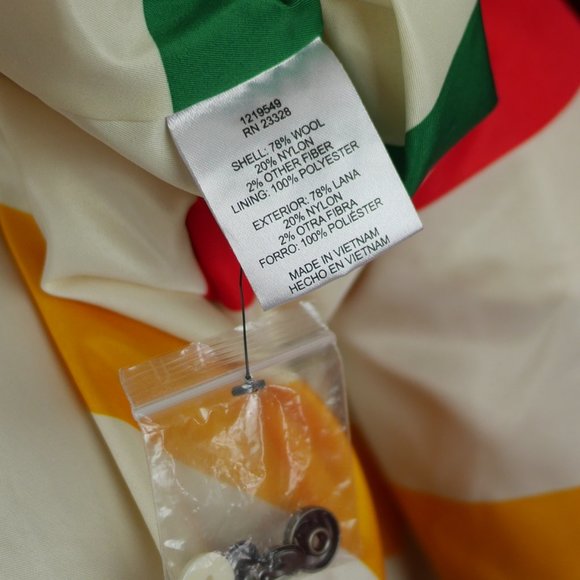 1219549
RN 23328
SHELL: 78% WOOL
20% NYLON
2% OTHER FIBER
LINING: 100% POLYESTER
EXTERIOR: 78% LANA
20% NYLON
2% OTRA FIBRA
FORRO: 100% POLIÉSTER
MADE IN VIETNAM
HECHO EN VIETNAM